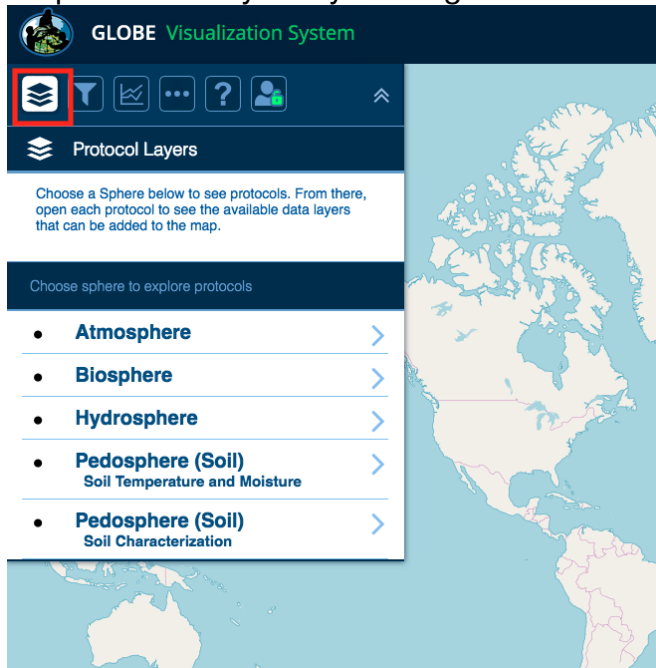 GLOBE Visualization System
?
Protocol Layers
Choose a Sphere below to see protocols. From there,
open each protocol to see the available data layers
that can be added to the map.
Choose sphere to explore protocols
Atmosphere
Biosphere
Hydrosphere
Pedosphere (Soil)
Soil Temperature and Moisture
Pedosphere (Soil)
Soil Characterization